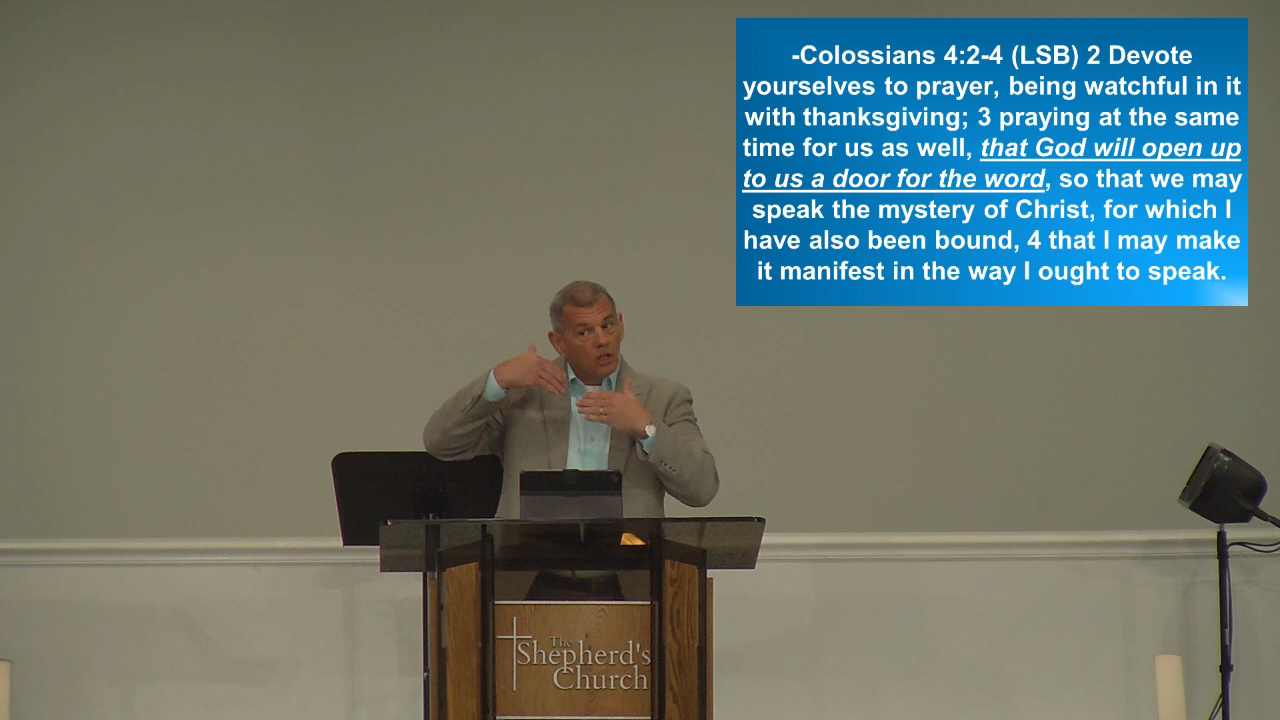 -Colossians 4:2-4 (LSB) 2 Devote
yourselves to prayer, being watchful in it
with thanksgiving; 3 praying at the same
time for us as well, that God will open up
to us a door for the word, so that we may
speak the mystery of Christ, for which I
have also been bound, 4 that I may make
it manifest in the way I ought to speak.
The
Shepherd's
Church